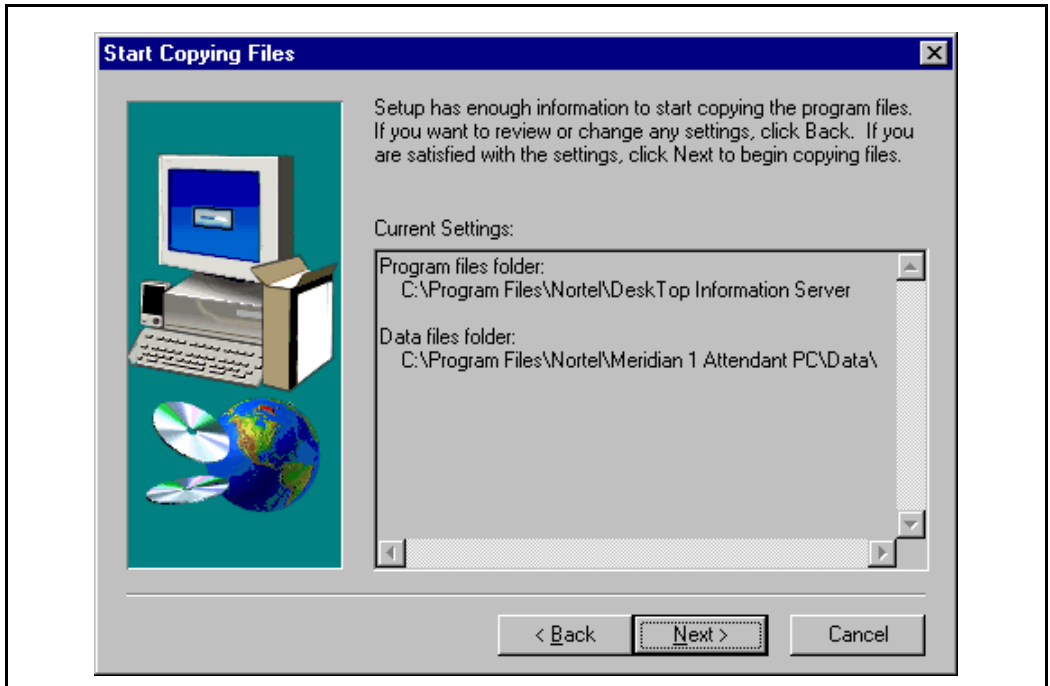 Start Copying Files
Setup has enough information to start copying the program files.
If you want to review or change any settings, click Back. If you
are satisfied with the settings, click Next to begin copying files.
Current Settings:
Program files folder:
C:\Program Files\Nortel\DeskTop Information Server
Data files folder:
C:\Program Files\Nortel\Meridian 1 Attendant PC\Data\
< Back
Next >
Cancel